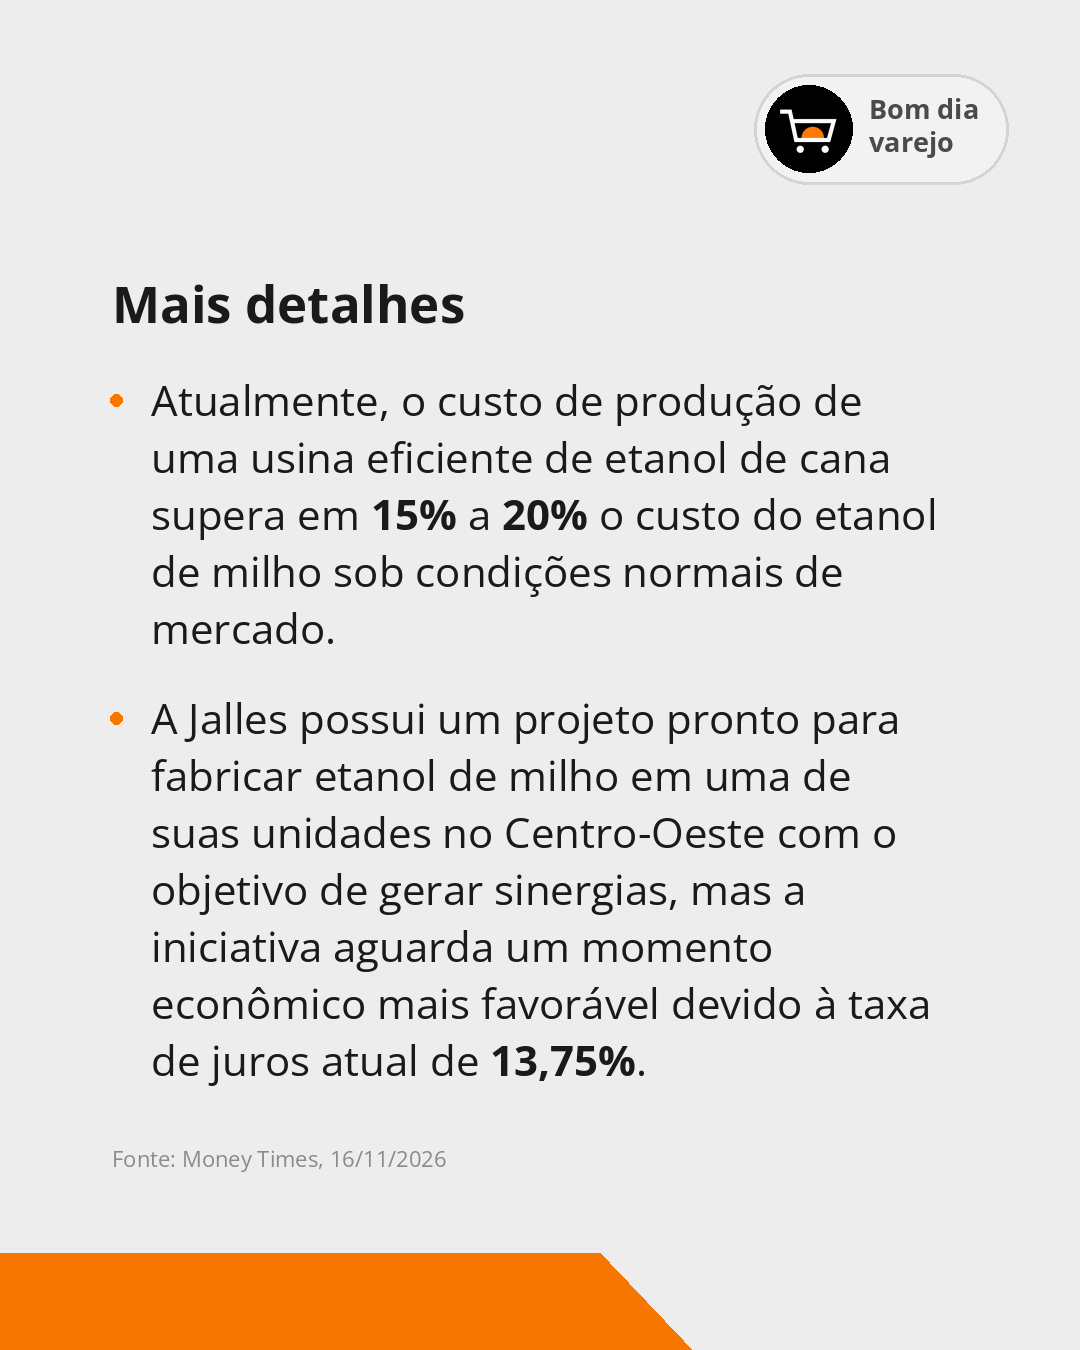 Bom dia
varejo
Mais detalhes
• Atualmente, o custo de produção de
uma usina eficiente de etanol de cana
supera em 15% a 20% o custo do etanol
de milho sob condições normais de
mercado.
• A Jalles possui um projeto pronto para
fabricar etanol de milho em uma de
suas unidades no Centro-Oeste com o
objetivo de gerar sinergias, mas a
iniciativa aguarda um momento
econômico mais favorável devido à taxa
de juros atual de 13,75%.
Fonte: Money Times, 16/11/2026